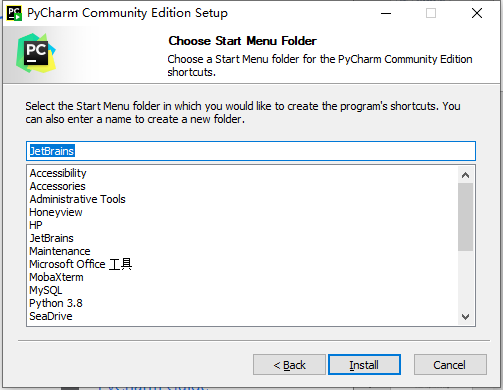 PyCharm Community Edition Setup
PC
Choose Start Menu Folder
Choose a Start Menu folder for the PyCharm Community Edition
shortcuts.
Select the Start Menu folder in which you would like to create the program's shortcuts. You
can also enter a name to create a new folder.
JetBrains
Accessibility
Accessories
Administrative Tools
Honeyview
HP
JetBrains
Maintenance
Microsoft Office 工具
MobaXterm
MySQL
Python 3.8
SeaDrive
< Back
Install
Cancel